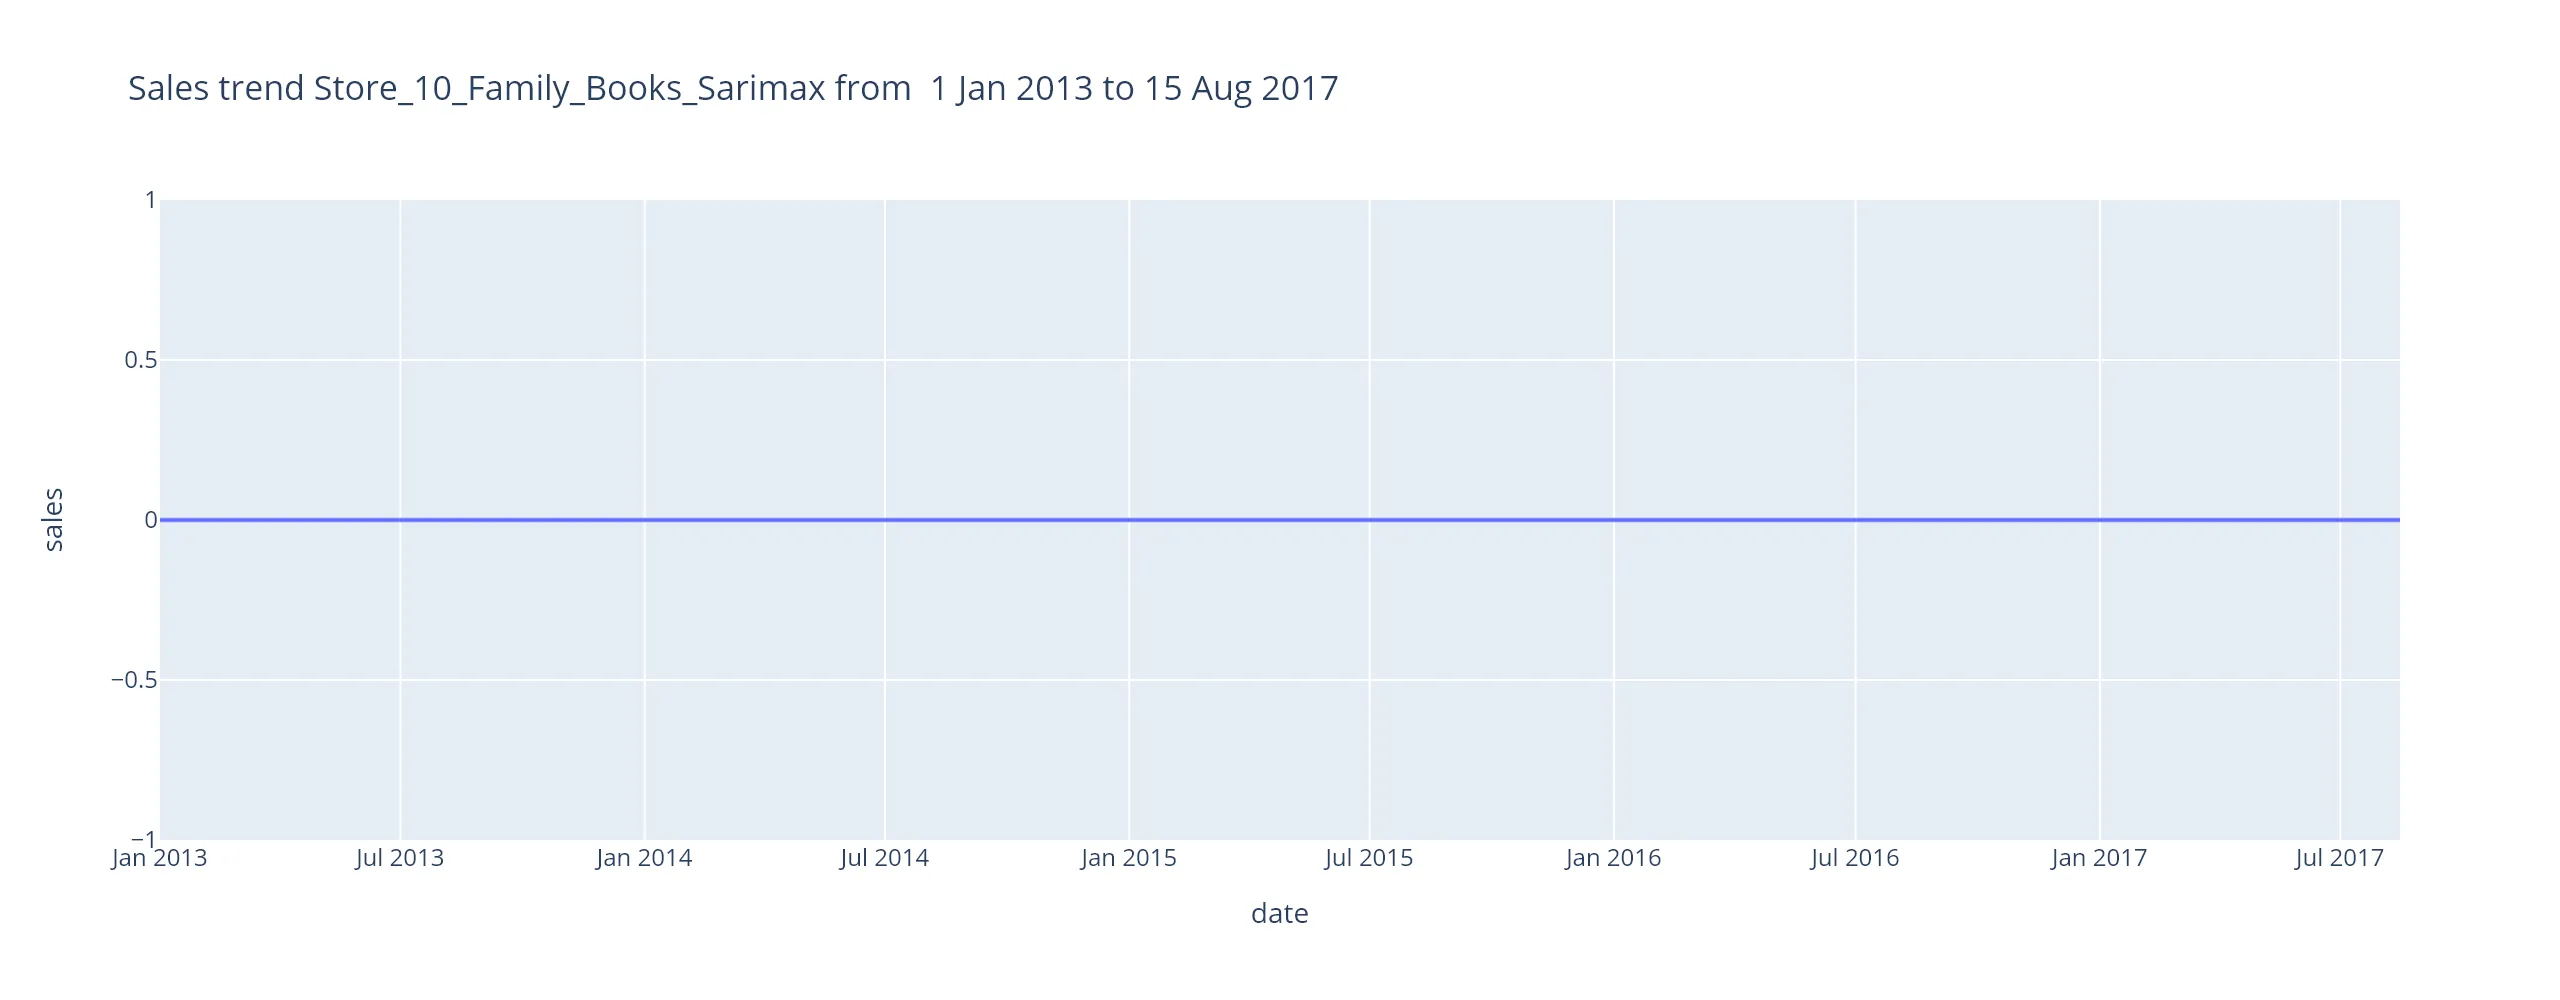 Sales trend Store_10_Family_Books_Sarimax from  1 Jan 2013 to 15 Aug 2017
1
0.5
0
−0.5
−1
sales
Jan 2013 Jul 2013 Jan 2014 Jul 2014 Jan 2015 Jul 2015 Jan 2016 Jul 2016 Jan 2017 Jul 2017
date